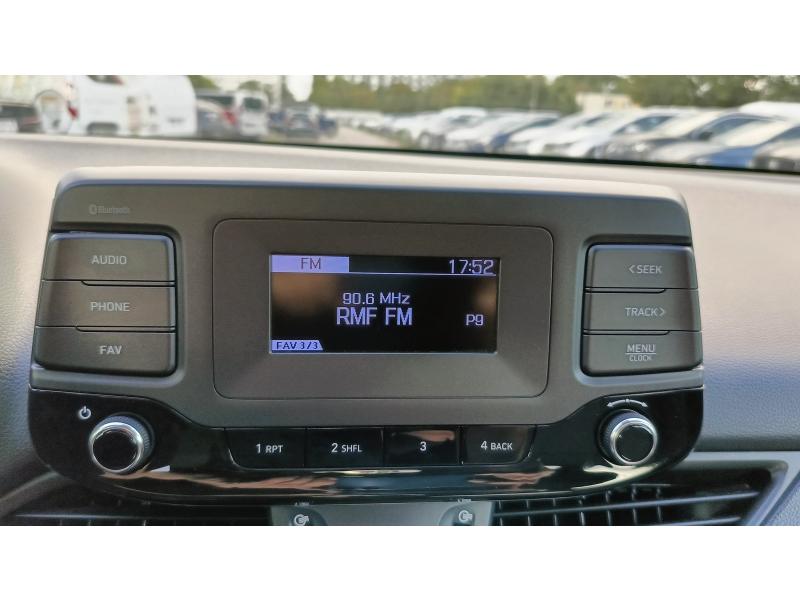 Bluetooth
AUDIO
PHONE
FAV
FM 17:52
90.6 MHz
RMF FM
P9
FAV 3/3
< SEEK
TRACK >
MENU
CLOCK
1 RPT
2 SHFL
3
4 BACK